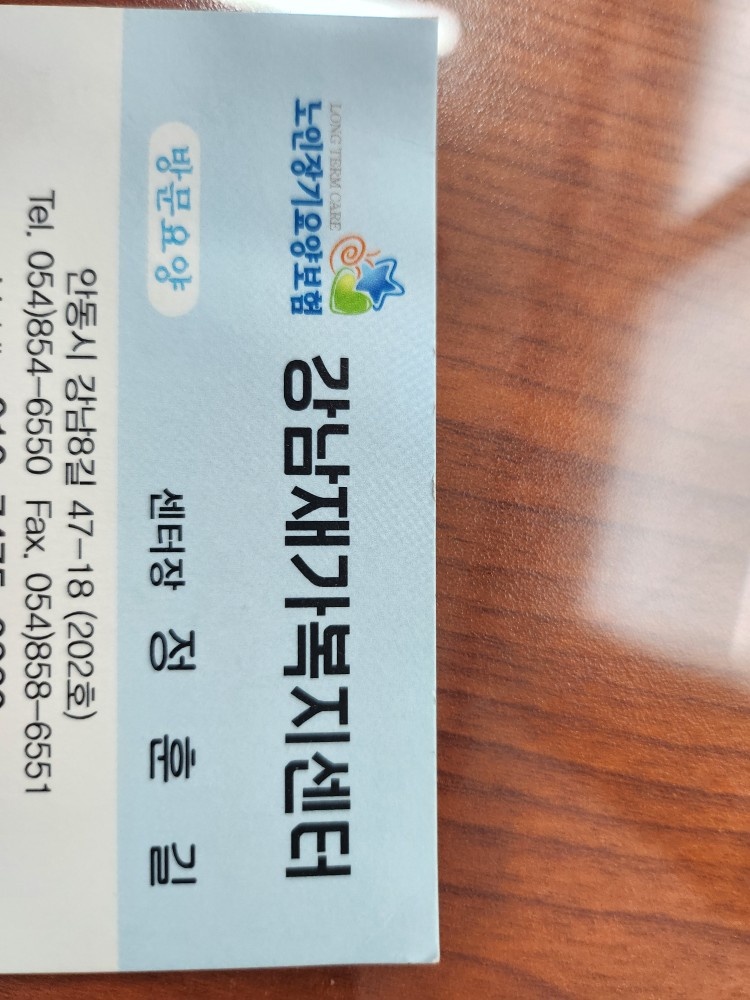 LONG TERM CARE
노인장기요양보험
강남재가복지센터
방문요양
센터장 정 훈 길
안동시 강남8길 47-18 (202호)
Tel. 054)854-6550 Fax. 054)858-6551